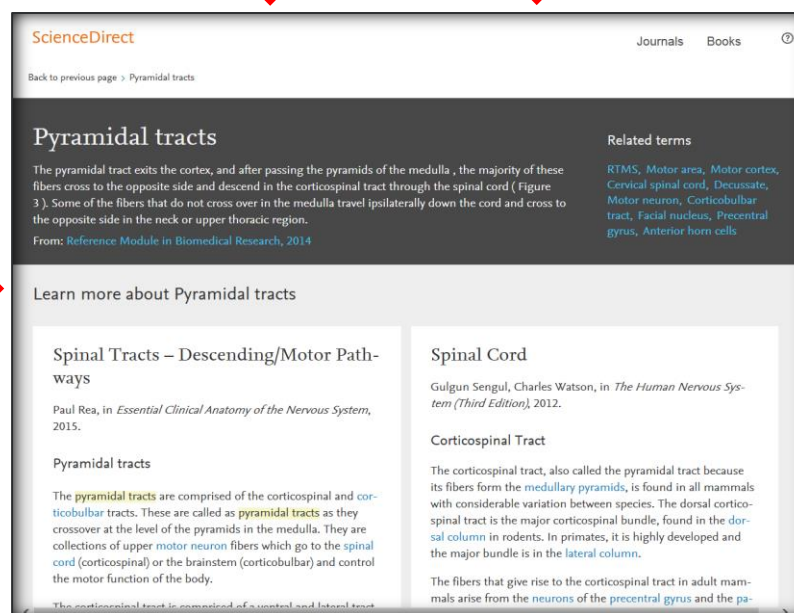 ScienceDirect
Journals Books
Back to previous page > Pyramidal tracts
Pyramidal tracts
The pyramidal tract exits the cortex, and after passing the pyramids of the medulla , the majority of these
fibers cross to the opposite side and descend in the corticospinal tract through the spinal cord ( Figure
3 ). Some of the fibers that do not cross over in the medulla travel ipsilaterally down the cord and cross to
the opposite side in the neck or upper thoracic region.
From: Reference Module in Biomedical Research, 2014
Related terms
RTMS, Motor area, Motor cortex,
Cervical spinal cord, Decussate,
Motor neuron, Corticobulbar
tract, Facial nucleus, Precentral
gyrus, Anterior horn cells
Learn more about Pyramidal tracts
Spinal Tracts – Descending/Motor Path-
ways
Paul Rea, in Essential Clinical Anatomy of the Nervous System,
2015.
Pyramidal tracts
The pyramidal tracts are comprised of the corticospinal and cor-
ticobulbar tracts. These are called as pyramidal tracts as they
crossover at the level of the pyramids in the medulla. They are
collections of upper motor neuron fibers which go to the spinal
cord (corticospinal) or the brainstem (corticobulbar) and control
the motor function of the body.
The corticospinal tract is comprised of a ventral and lateral tract
Spinal Cord
Gulgun Sengul, Charles Watson, in The Human Nervous Sys-
tem (Third Edition), 2012.
Corticospinal Tract
The corticospinal tract, also called the pyramidal tract because
its fibers form the medullary pyramids, is found in all mammals
with considerable variation between species. The dorsal cortico-
spinal tract is the major corticospinal bundle, found in the dor-
sal column in rodents. In primates, it is highly developed and
the major bundle is in the lateral column.
The fibers that give rise to the corticospinal tract in adult mam-
mals arise from the neurons of the precentral gyrus and the pa-